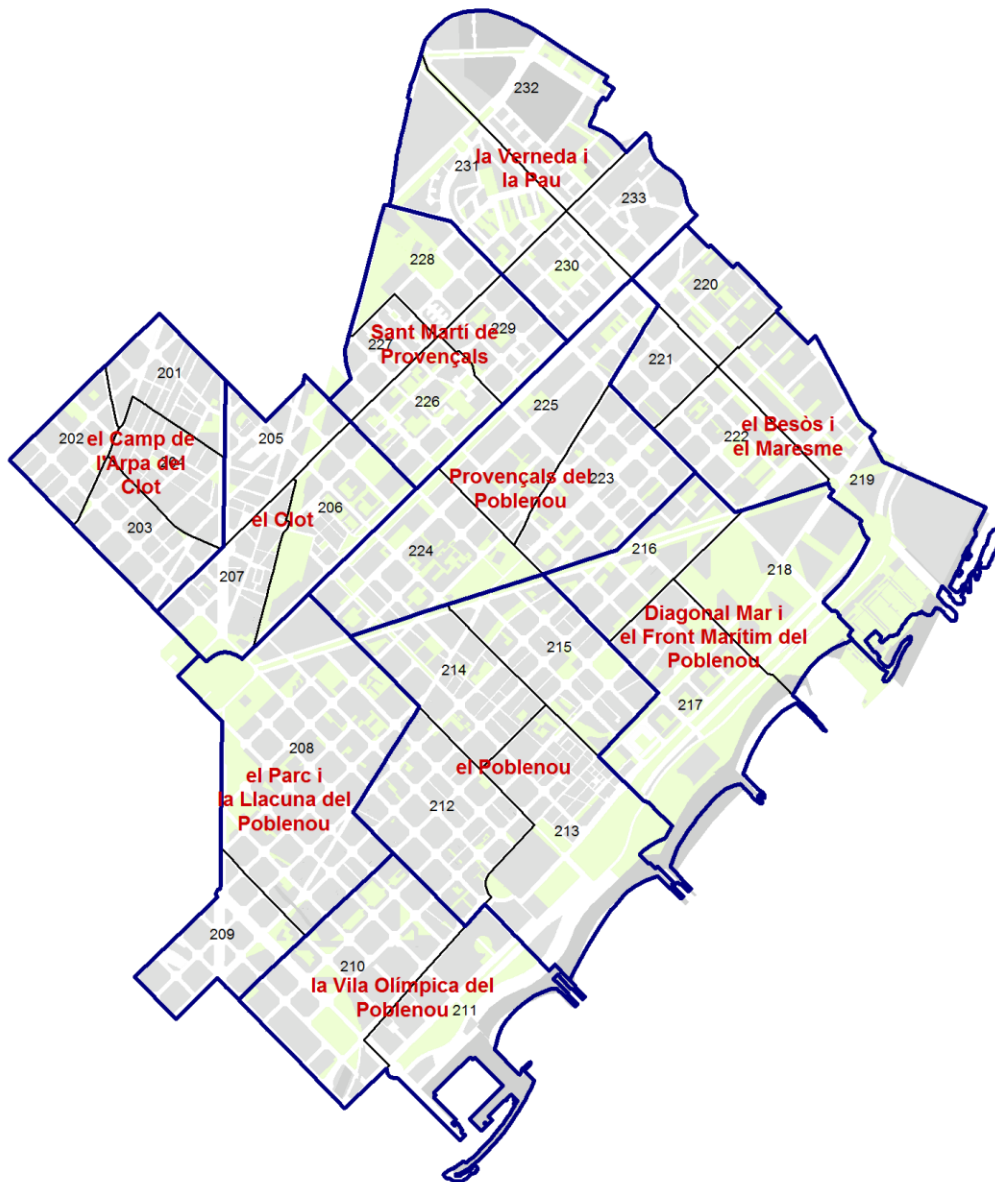 232
231
la Verneda i
la Pau
233
228
230
220
227
Sant Martí de
Provençals
229
221
201
226
225
202
el Camp de
l'Arpa del
Clot
205
222
el Besòs i
el Maresme
203
206
el Clot
Provençals del
Poblenou
223
219
207
224
216
218
Diagonal Mar i
el Front Marítim del
Poblenou
214
215
217
208
el Parc i
la Llacuna del
Poblenou
el Poblenou
212
213
209
210
la Vila Olímpica del
Poblenou
211